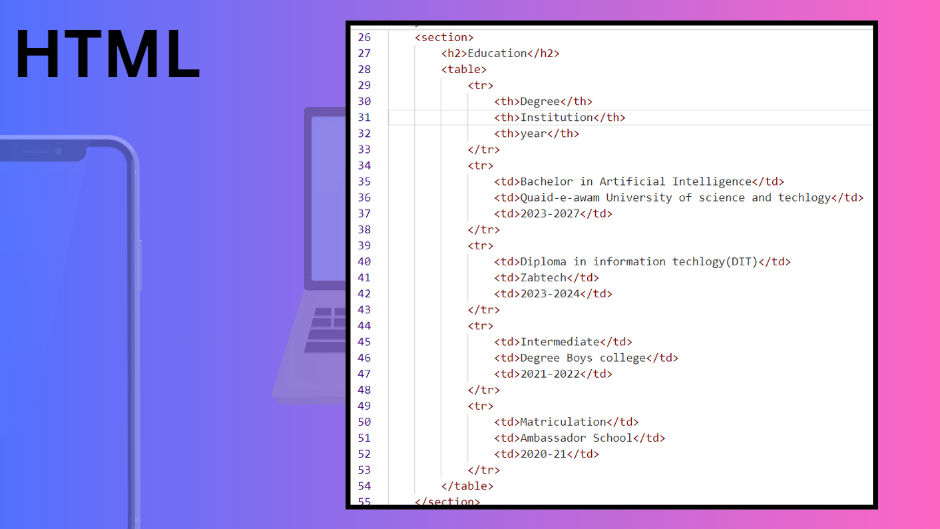 HTML
26 <section>
27 <h2>Education</h2>
28 <table>
29 <tr>
30 <th>Degree</th>
31 <th>Institution</th>
32 <th>year</th>
33 </tr>
34 <tr>
35 <td>Bachelor in Artificial Intelligence</td>
36 <td>Quaid-e-awam University of science and techlogy</td>
37 <td>2023-2027</td>
38 </tr>
39 <tr>
40 <td>Diploma in information techlogy(DIT)</td>
41 <td>Zabtech</td>
42 <td>2023-2024</td>
43 </tr>
44 <tr>
45 <td>Intermediate</td>
46 <td>Degree Boys college</td>
47 <td>2021-2022</td>
48 </tr>
49 <tr>
50 <td>Matriculation</td>
51 <td>Ambassador School</td>
52 <td>2020-21</td>
53 </tr>
54 </table>
55 </section>